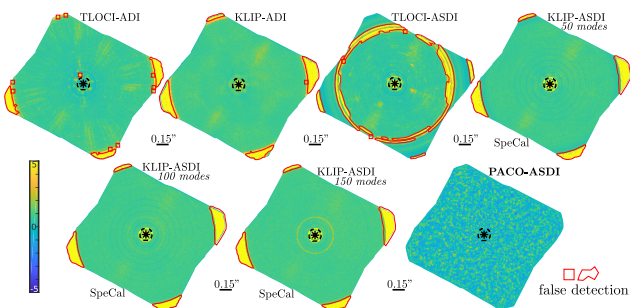 TLOCI-ADI
KLIP-ADI
TLOCI-ASDI
KLIP-ASDI
50 modes
0.15”
0.15”
0.15”
SpeCal
0.15”
KLIP-ASDI
100 modes
KLIP-ASDI
150 modes
PACO-ASDI
5
0
-5
SpeCal
0.15”
SpeCal
0.15”
false detection